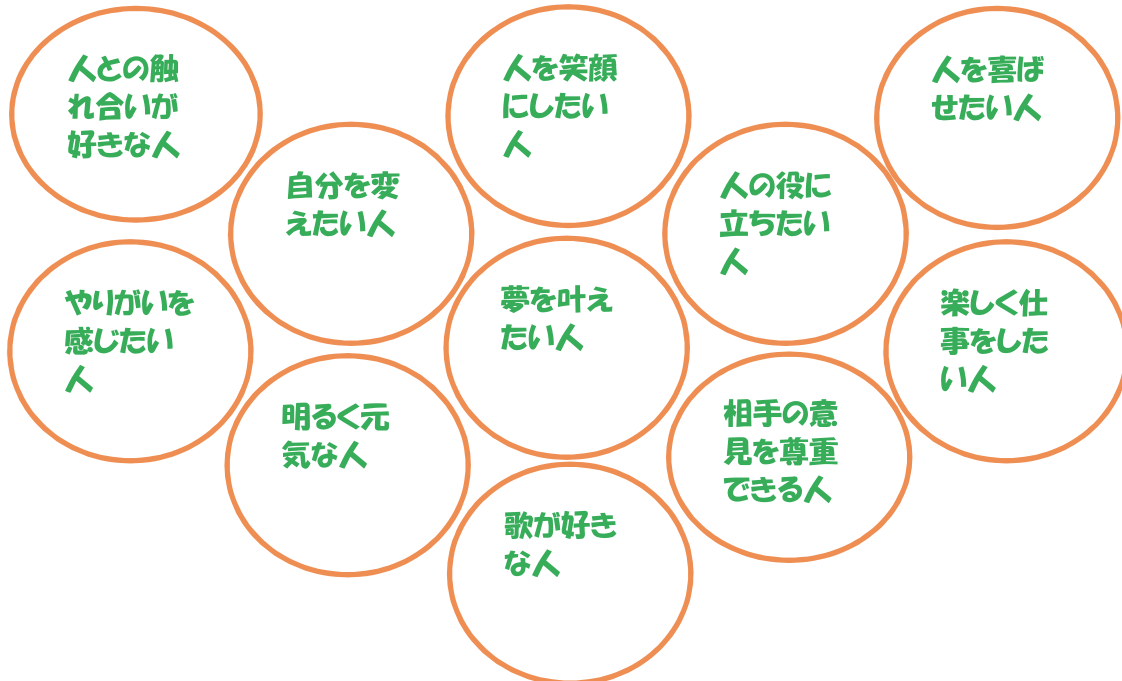 人との触
れ合いが
好きな人
人を笑顔
にしたい
人
人を喜ば
せたい人
自分を変
えたい人
人の役に
立ちたい
人
やりがいを
感じたい
人
夢を叶え
たい人
楽しく仕
事をした
い人
明るく元
気な人
相手の意
見を尊重
できる人
歌が好き
な人